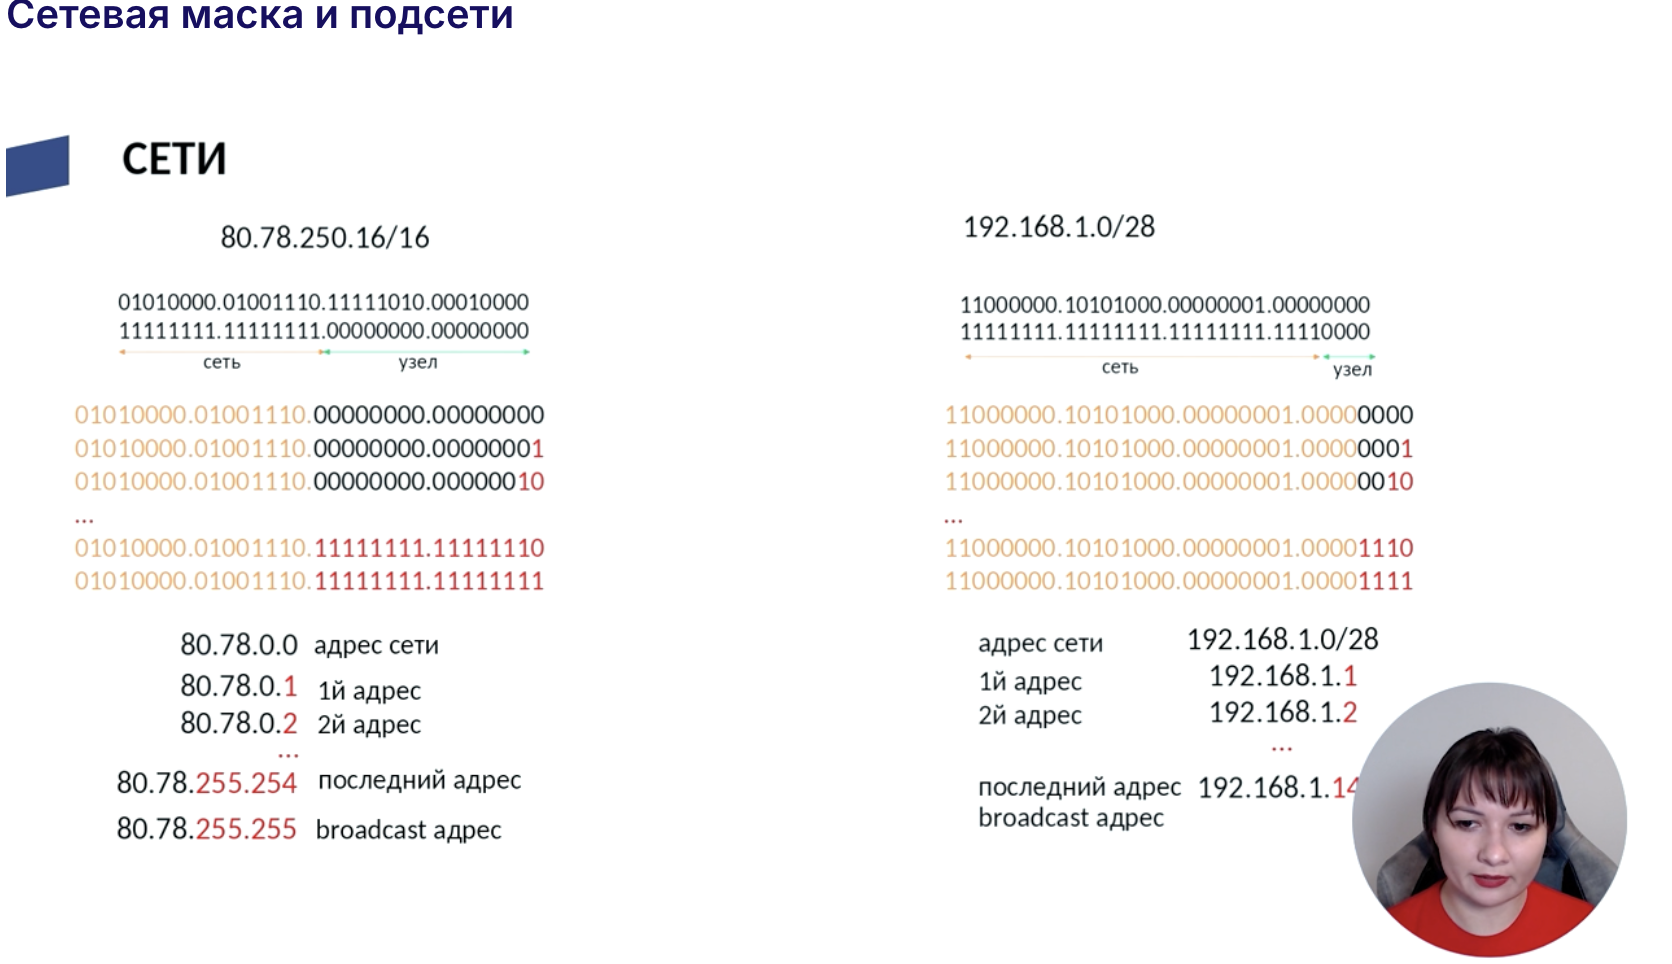 Сетевая маска и подсети
СЕТИ
80.78.250.16/16
01010000.01001110.11111010.00010000
11111111.11111111.00000000.00000000
сеть узел
01010000.01001110.00000000.00000000
01010000.01001110.00000000.00000001
01010000.01001110.00000000.00000010
...
01010000.01001110.11111111.11111110
01010000.01001110.11111111.11111111
80.78.0.0 адрес сети
80.78.0.1 1й адрес
80.78.0.2 2й адрес
...
80.78.255.254 последний адрес
80.78.255.255 broadcast адрес
192.168.1.0/28
11000000.10101000.00000001.00000000
11111111.11111111.11111111.11110000
сеть узел
11000000.10101000.00000001.00000000
11000000.10101000.00000001.00000001
11000000.10101000.00000001.00000010
...
11000000.10101000.00000001.00001110
11000000.10101000.00000001.00001111
адрес сети 192.168.1.0/28
1й адрес 192.168.1.1
2й адрес 192.168.1.2
...
последний адрес 192.168.1.14
broadcast адрес